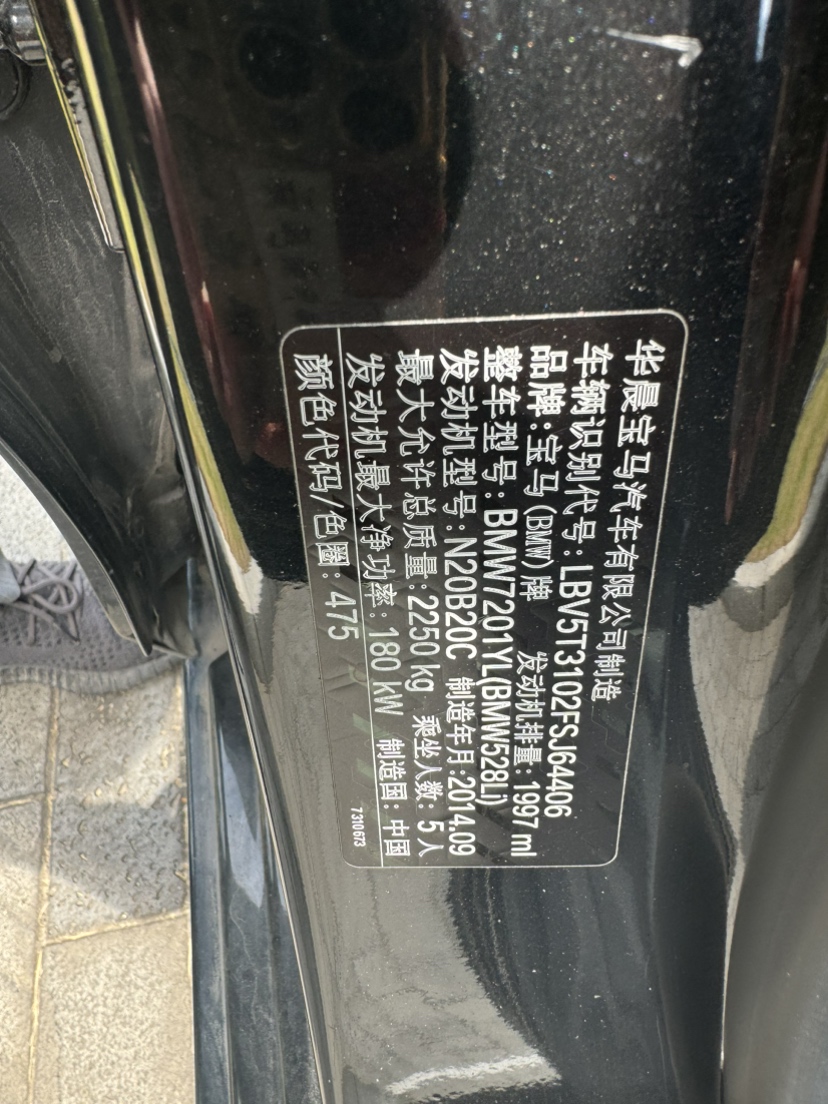 华晨宝马汽车有限公司制造
车辆识别代号:LBV5T3102FSJ64406
品牌:宝马(BMW)牌 发动机排量:1997 ml
整车型号:BMW7201YL(BMW528Li)
发动机型号:N20B20C 制造年月:2014.09
最大允许总质量:2250 kg 乘坐人数:5人
发动机最大净功率:180 kW 制造国:中国
颜色代码/色圈:475
7310673